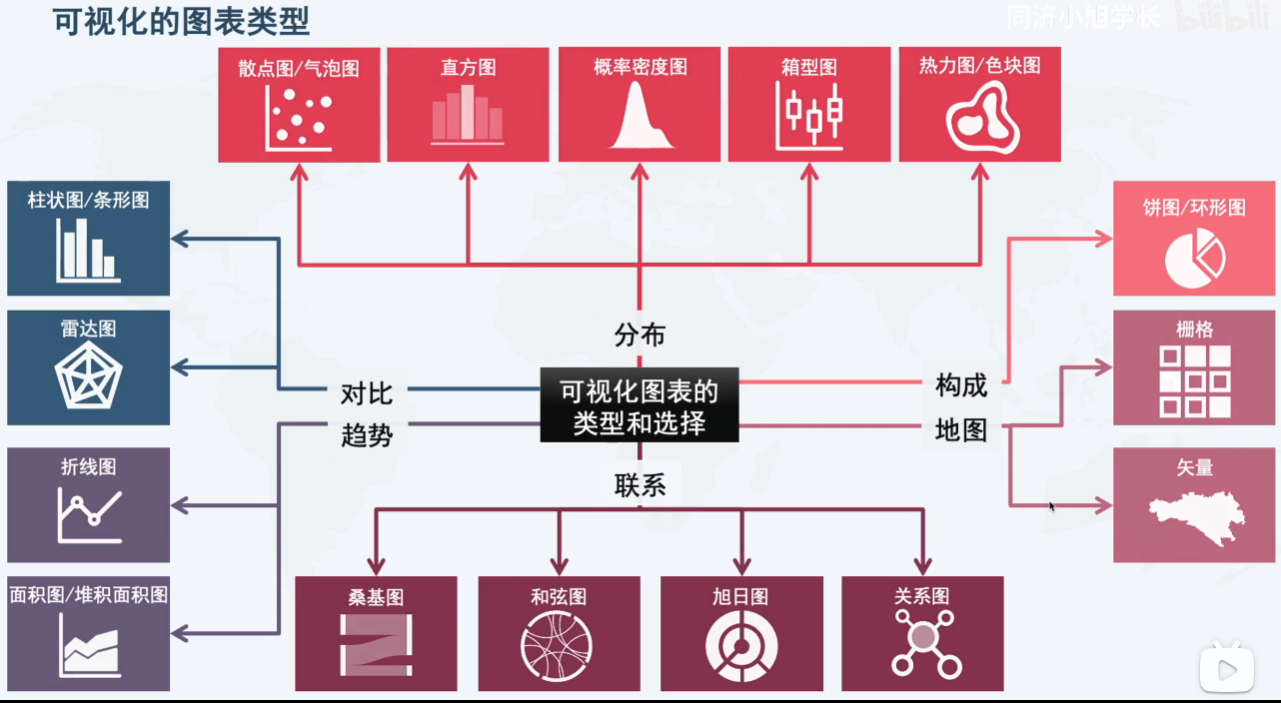 可视化的图表类型
同济小旭学长 bilibili
散点图/气泡图
直方图
概率密度图
箱型图
热力图/色块图
柱状图/条形图
饼图/环形图
雷达图
分布
栅格
对比
可视化图表的
类型和选择
构成
趋势
地图
折线图
联系
矢量
面积图/堆积面积图
桑基图
和弦图
旭日图
关系图